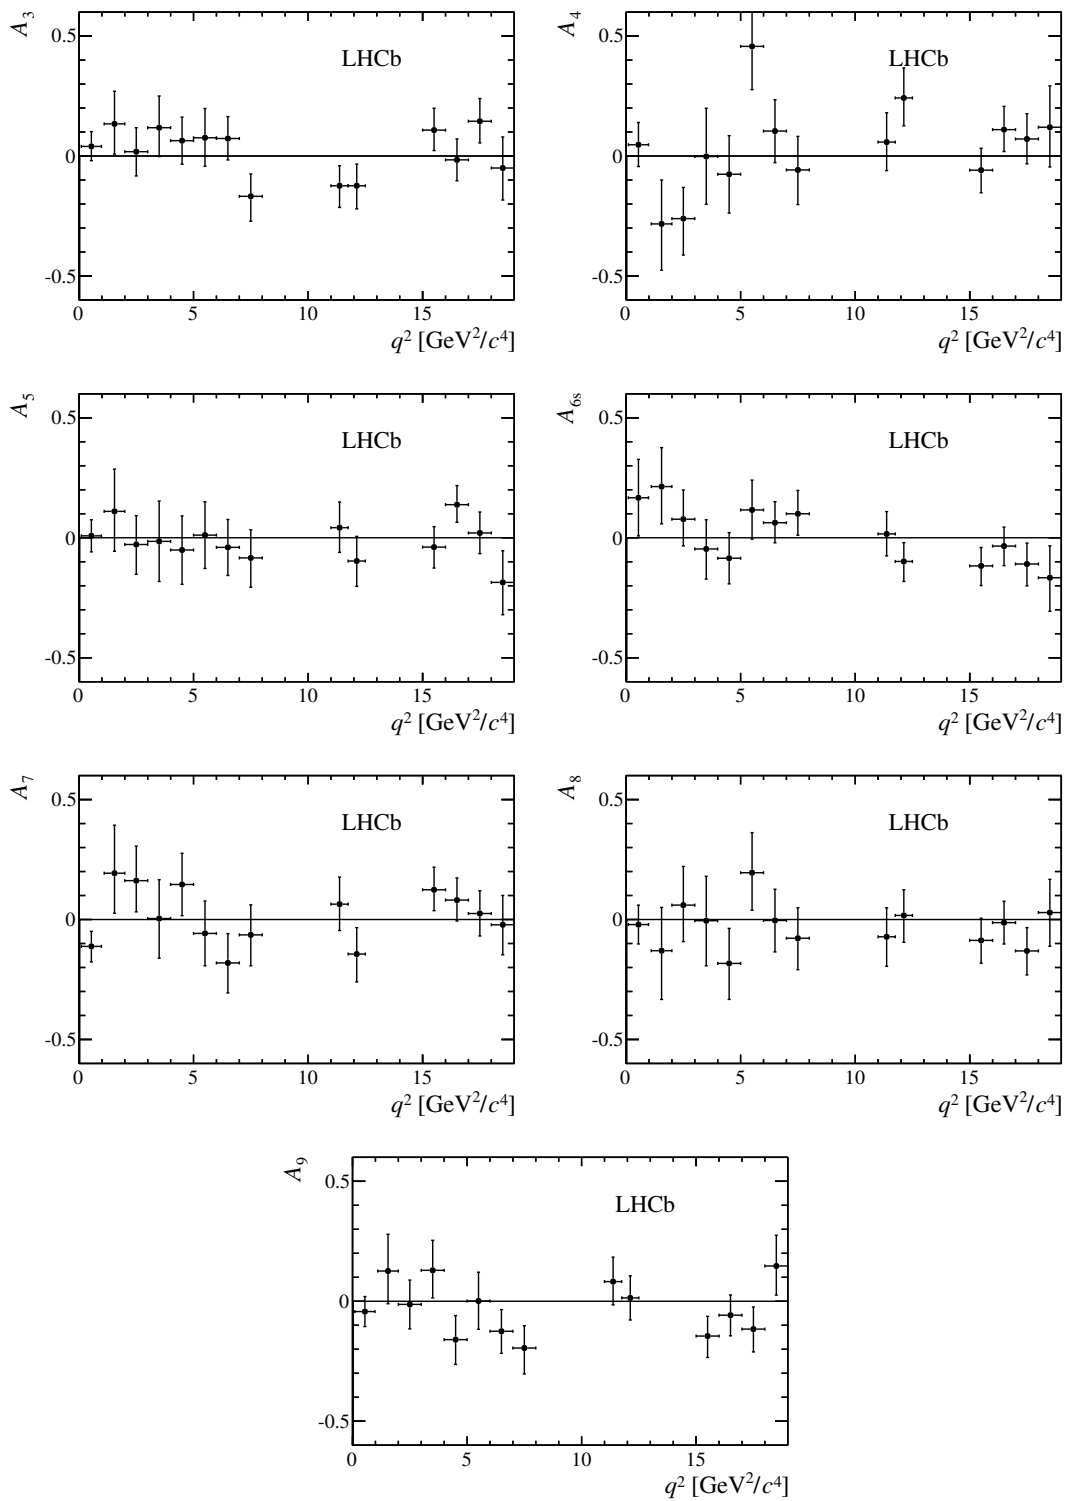 A3 A4
0.5 0.5
LHCb LHCb
0 0
-0.5 -0.5
0 5 10 15 0 5 10 15
q² [GeV²/c⁴] q² [GeV²/c⁴]
A5 A6s
0.5 0.5
LHCb LHCb
0 0
-0.5 -0.5
0 5 10 15 0 5 10 15
q² [GeV²/c⁴] q² [GeV²/c⁴]
A7 A8
0.5 0.5
LHCb LHCb
0 0
-0.5 -0.5
0 5 10 15 0 5 10 15
q² [GeV²/c⁴] q² [GeV²/c⁴]
A9
0.5
LHCb
0
-0.5
0 5 10 15
q² [GeV²/c⁴]